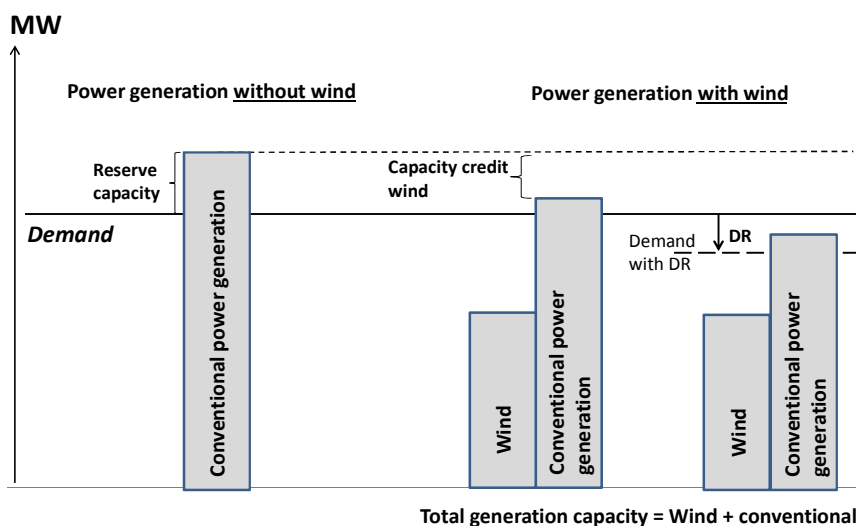 MW
Power generation without wind
Power generation with wind
Reserve
capacity
Capacity credit
wind
Demand
DR
Demand
with DR
Conventional power generation
Wind
Conventional power
generation
Wind
Conventional power
generation
Total generation capacity = Wind + conventional